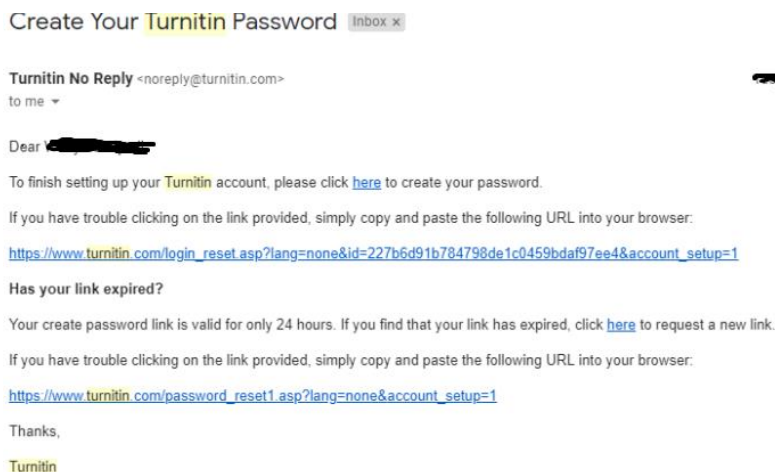 Create Your Turnitin Password Inbox x
Turnitin No Reply <noreply@turnitin.com>
to me
Dear
To finish setting up your Turnitin account, please click here to create your password.
If you have trouble clicking on the link provided, simply copy and paste the following URL into your browser:
https://www.turnitin.com/login_reset.asp?lang=none&id=227b6d91b784798de1c0459bdaf97ee4&account_setup=1
Has your link expired?
Your create password link is valid for only 24 hours. If you find that your link has expired, click here to request a new link.
If you have trouble clicking on the link provided, simply copy and paste the following URL into your browser:
https://www.turnitin.com/password_reset1.asp?lang=none&account_setup=1
Thanks,
Turnitin